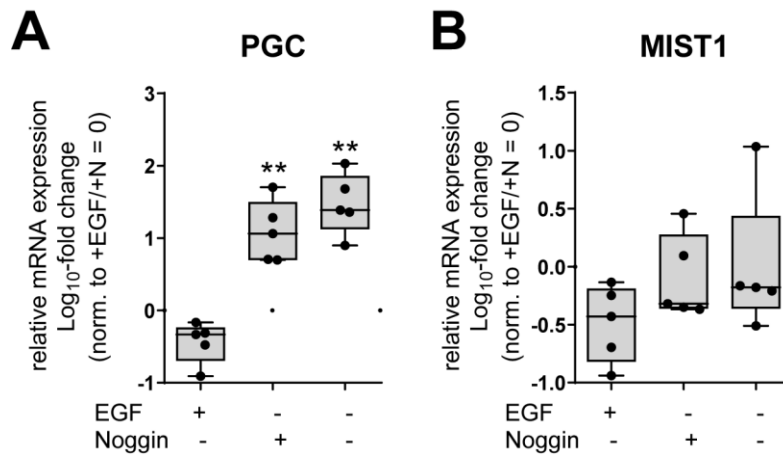 A
PGC
relative mRNA expression
Log10-fold change
(norm. to +EGF/+N = 0)
3
2
1
0
-1
**
**
EGF + - -
Noggin - + -
B
MIST1
relative mRNA expression
Log10-fold change
(norm. to +EGF/+N = 0)
1.5
1.0
0.5
-0.0
-0.5
-1.0
EGF + - -
Noggin - + -